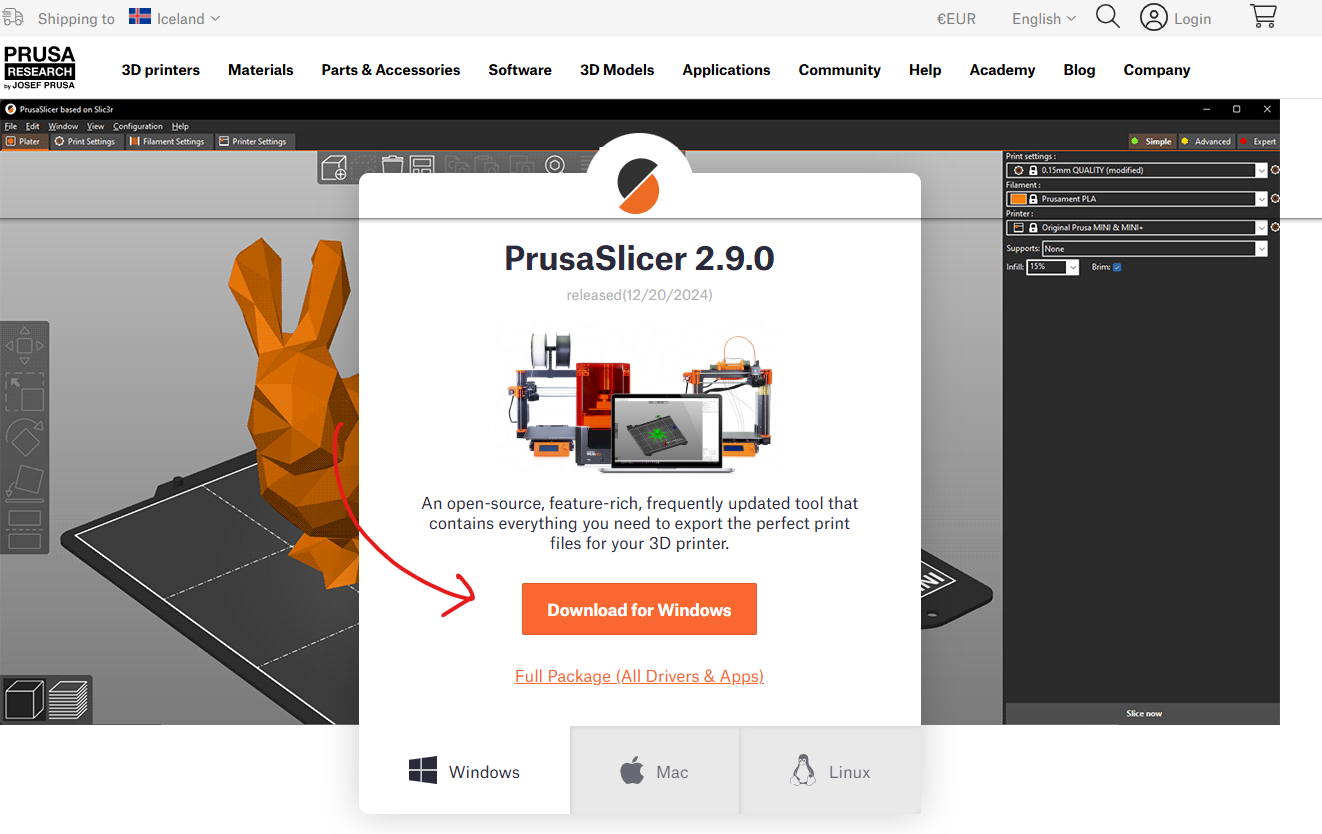 Shipping to Iceland €EUR English Login
PRUSA
RESEARCH
by JOSEF PRUSA
3D printers Materials Parts & Accessories Software 3D Models Applications Community Help Academy Blog Company
PrusaSlicer based on Slic3r
File Edit Window View Configuration Help
Plater Print Settings Filament Settings Printer Settings Simple Advanced Expert
Print settings :
0.15mm QUALITY (modified)
Filament :
Prusament PLA
Printer :
Original Prusa MINI & MINI+
Supports: None
Infill: 15% Brim:
PrusaSlicer 2.9.0
released(12/20/2024)
An open-source, feature-rich, frequently updated tool that
contains everything you need to export the perfect print
files for your 3D printer.
Download for Windows
Full Package (All Drivers & Apps)
Slice now
Windows Mac Linux